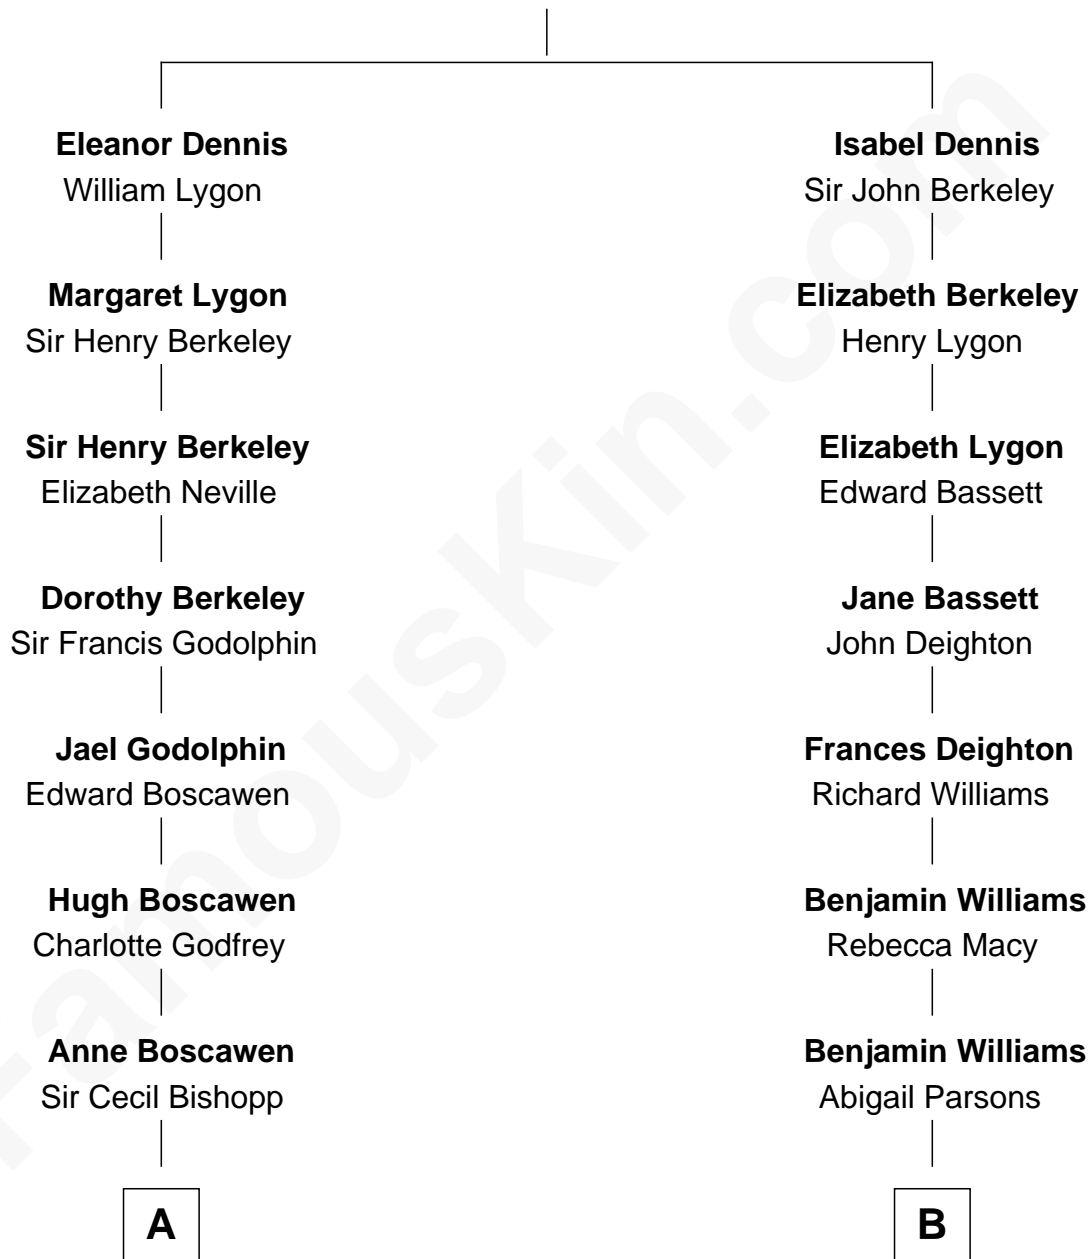 Eleanor Dennis
William Lygon
Margaret Lygon
Sir Henry Berkeley
Sir Henry Berkeley
Elizabeth Neville
Dorothy Berkeley
Sir Francis Godolphin
Jael Godolphin
Edward Boscawen
Hugh Boscawen
Charlotte Godfrey
Anne Boscawen
Sir Cecil Bishopp
A
Isabel Dennis
Sir John Berkeley
Elizabeth Berkeley
Henry Lygon
Elizabeth Lygon
Edward Bassett
Jane Bassett
John Deighton
Frances Deighton
Richard Williams
Benjamin Williams
Rebecca Macy
Benjamin Williams
Abigail Parsons
B
FamousKin.com